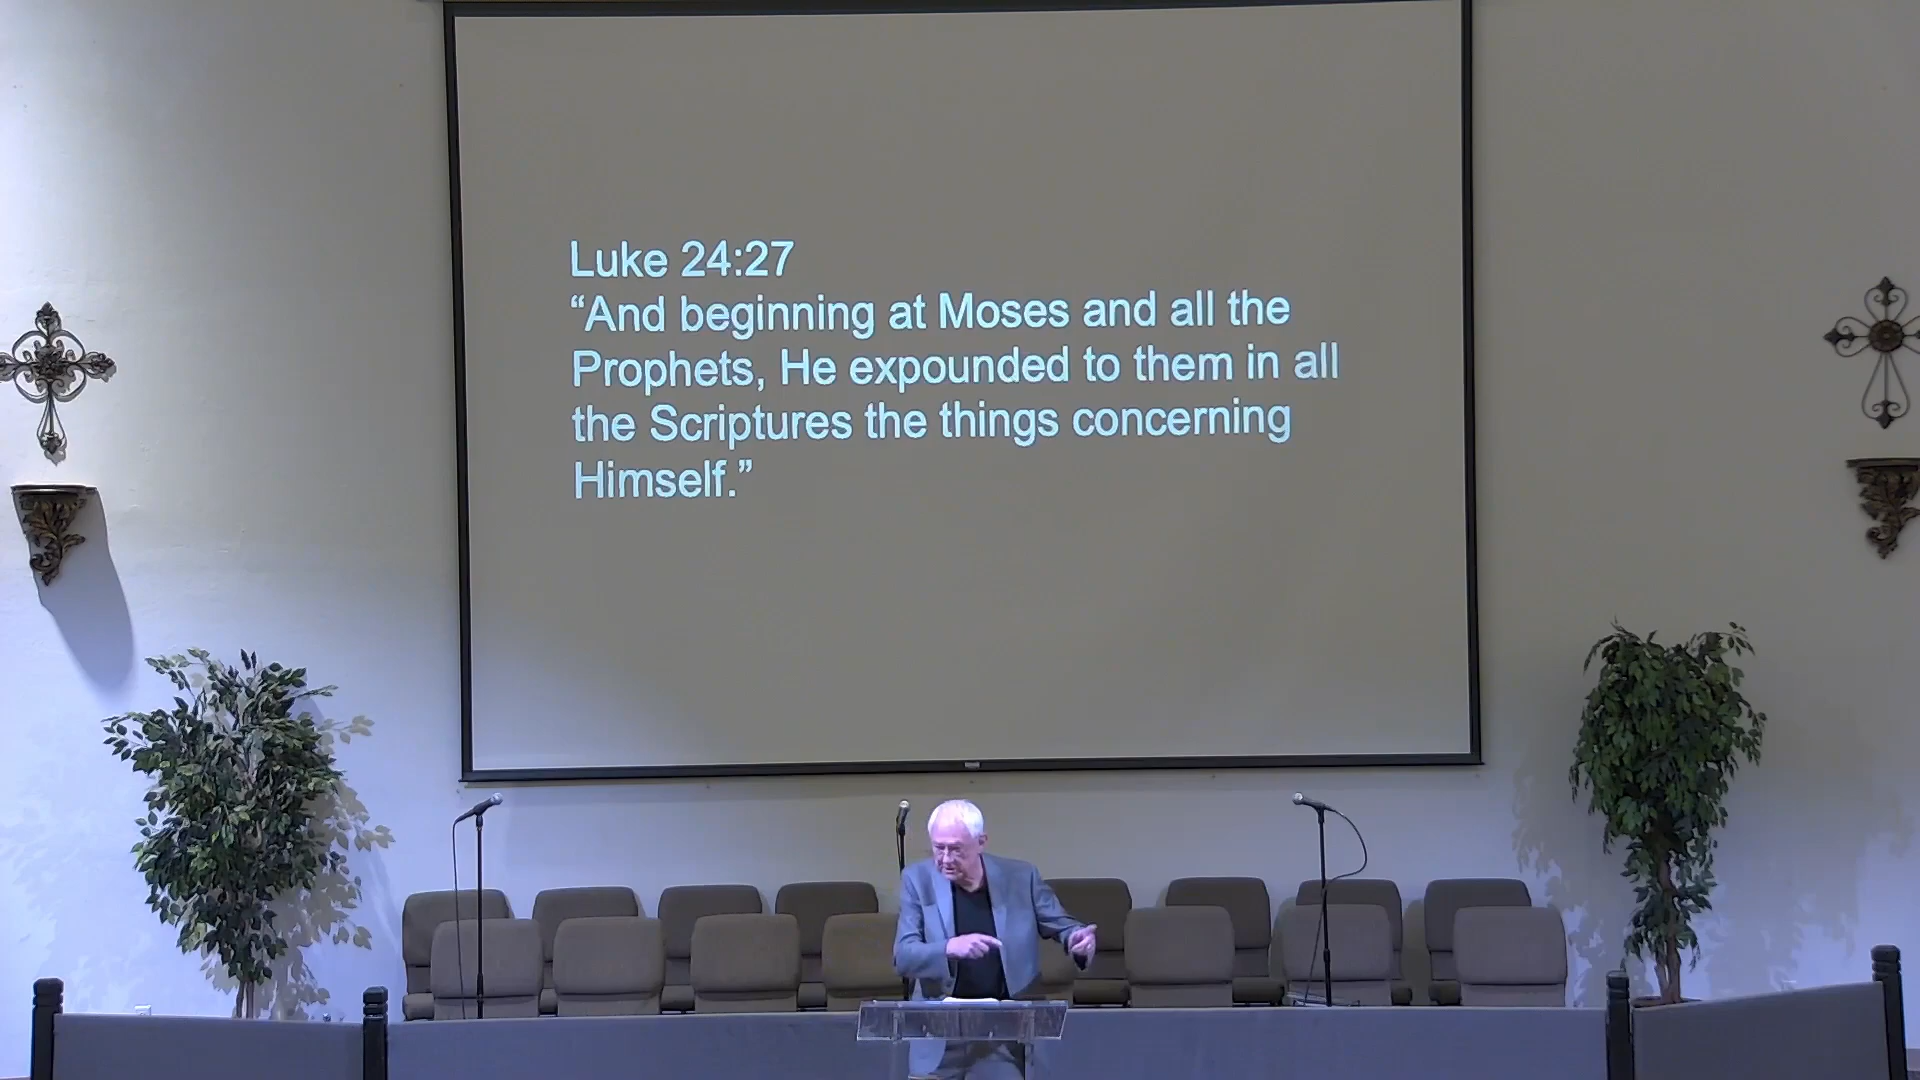 Luke 24:27
“And beginning at Moses and all the
Prophets, He expounded to them in all
the Scriptures the things concerning
Himself.”